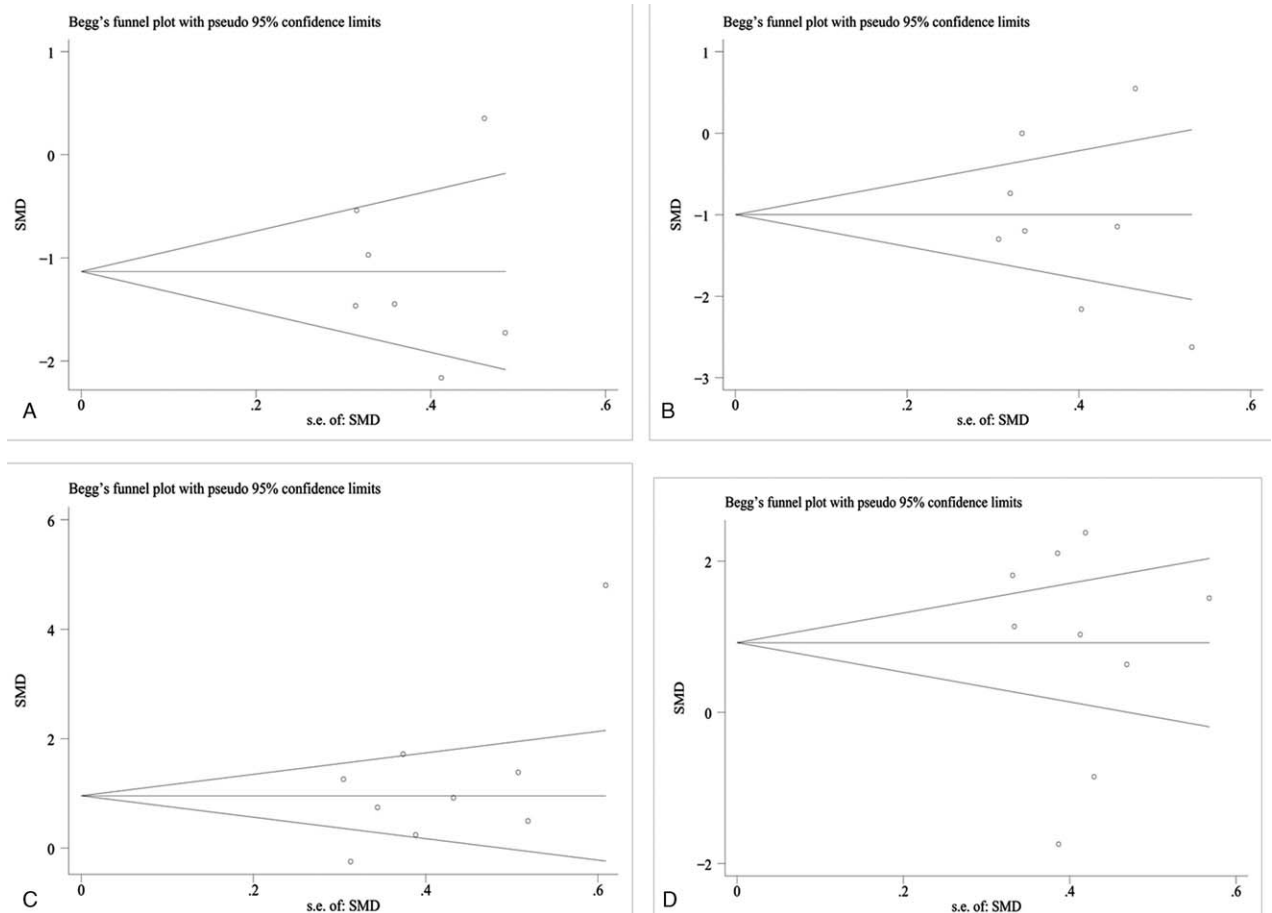 Begg's funnel plot with pseudo 95% confidence limits
1
0
−1
−2
SMD
0
.2
.4
.6
s.e. of: SMD
A
Begg's funnel plot with pseudo 95% confidence limits
1
0
−1
−2
−3
SMD
0
.2
.4
.6
s.e. of: SMD
B
Begg's funnel plot with pseudo 95% confidence limits
6
4
2
0
SMD
0
.2
.4
.6
s.e. of: SMD
C
Begg's funnel plot with pseudo 95% confidence limits
2
0
−2
SMD
0
.2
.4
.6
s.e. of: SMD
D